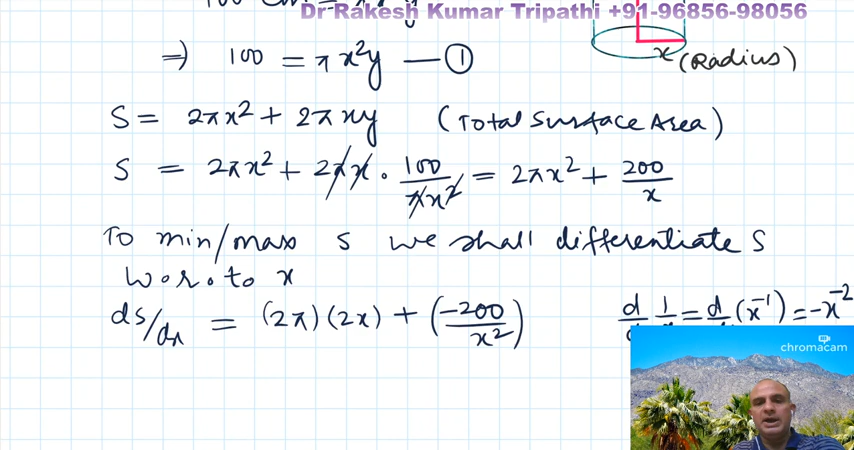 Dr Rakesh Kumar Tripathi +91-96856-98056
⇒ 100 = πx²y — ①
x (Radius)
S = 2πx² + 2πxy (Total Surface Area)
S = 2πx² + 2πx · 100/πx² = 2πx² + 200/x
To min/max S we shall differentiate S
w.r.to x
ds/dx = (2π)(2x) + (-200/x²)
d/ 1/ = d/ (x⁻¹) = -x⁻²
chromacam